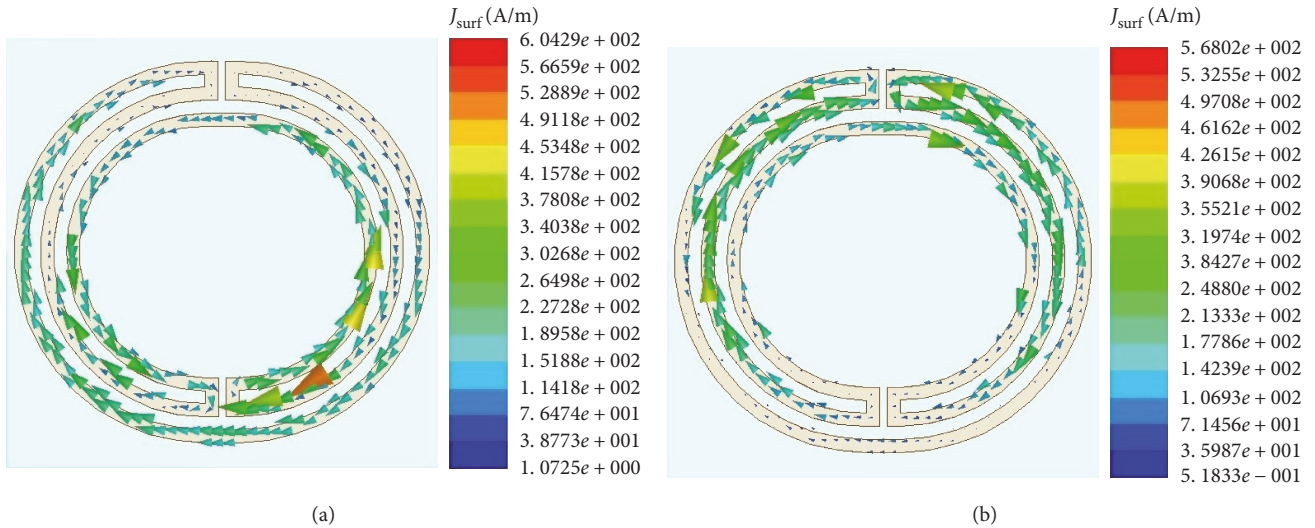 J_surf (A/m)
6. 0429e + 002
5. 6659e + 002
5. 2889e + 002
4. 9118e + 002
4. 5348e + 002
4. 1578e + 002
3. 7808e + 002
3. 4038e + 002
3. 0268e + 002
2. 6498e + 002
2. 2728e + 002
1. 8958e + 002
1. 5188e + 002
1. 1418e + 002
7. 6474e + 001
3. 8773e + 001
1. 0725e + 000
(a)
J_surf (A/m)
5. 6802e + 002
5. 3255e + 002
4. 9708e + 002
4. 6162e + 002
4. 2615e + 002
3. 9068e + 002
3. 5521e + 002
3. 1974e + 002
3. 8427e + 002
2. 4880e + 002
2. 1333e + 002
1. 7786e + 002
1. 4239e + 002
1. 0693e + 002
7. 1456e + 001
3. 5987e + 001
5. 1833e − 001
(b)